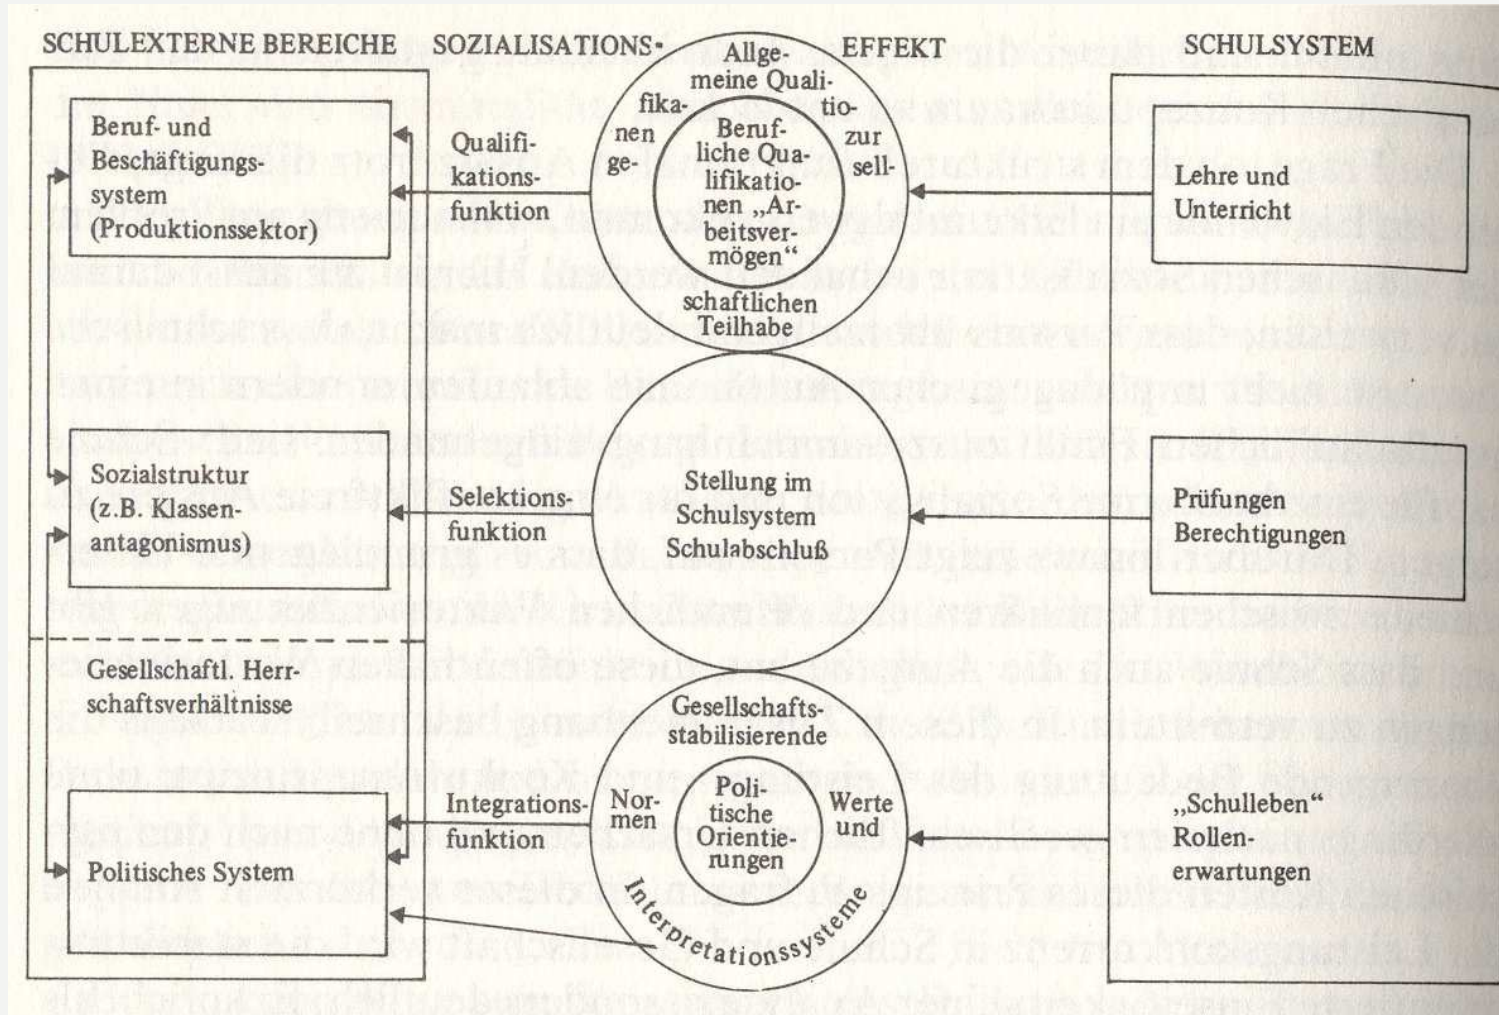 SCHULEXTERNE BEREICHE
SOZIALISATIONS-
EFFEKT
SCHULSYSTEM
Beruf- und
Beschäftigungs-
system
(Produktionssektor)
Qualifi-
kations-
funktion
Allge-
meine Quali-
fika- tio-
nen zur
ge- sell-
schaftlichen
Teilhabe
Beruf-
liche Qua-
lifikatio-
nen „Ar-
beitsver-
mögen“
Lehre und
Unterricht
Sozialstruktur
(z.B. Klassen-
antagonismus)
Selektions-
funktion
Stellung im
Schulsystem
Schulabschluß
Prüfungen
Berechtigungen
Gesellschaftl. Herr-
schaftsverhältnisse
Politisches System
Integrations-
funktion
Gesellschafts-
stabilisierende
Nor-
men
Poli-
tische
Orientie-
rungen
Werte
und
Interpretationssysteme
„Schulleben“
Rollen-
erwartungen